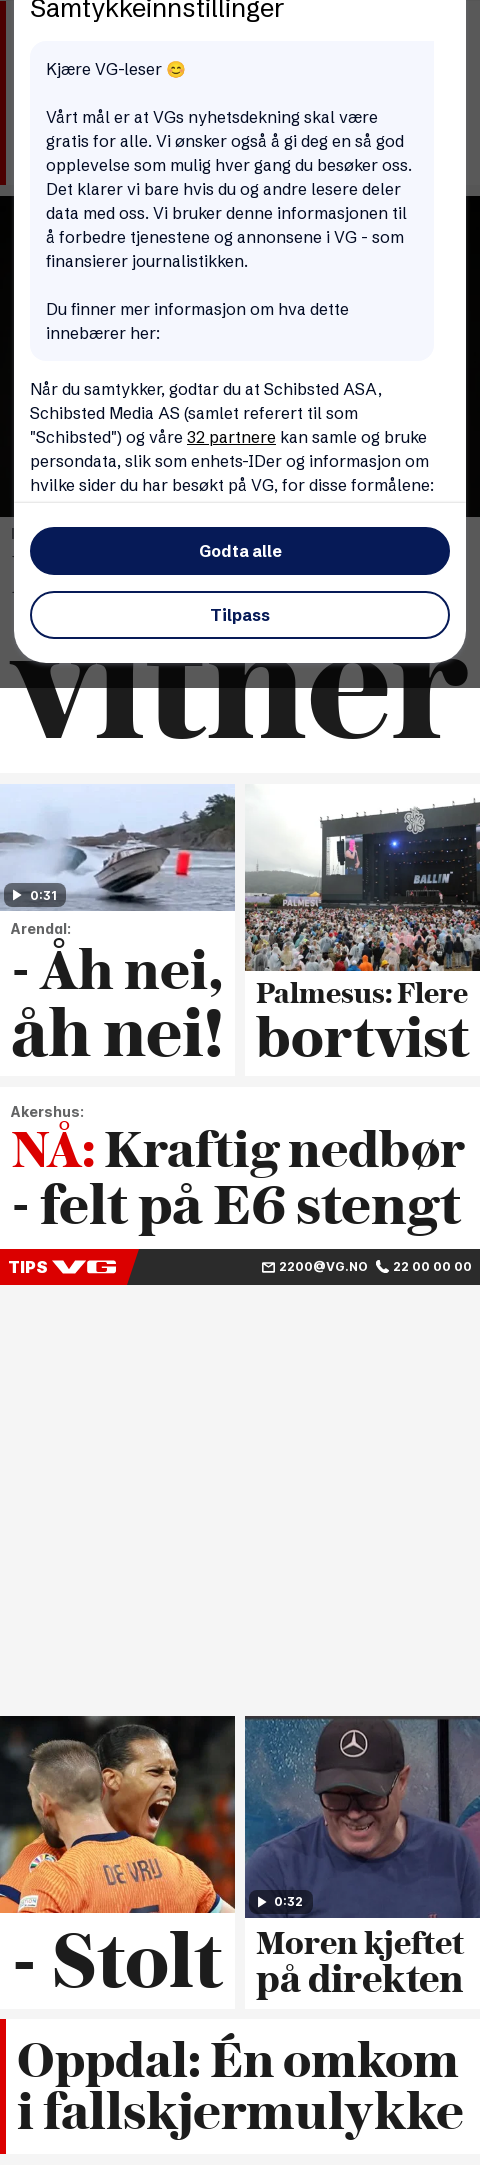 Samtykkeinnstillinger
Kjære VG-leser 😊
Vårt mål er at VGs nyhetsdekning skal være
gratis for alle. Vi ønsker også å gi deg en så god
opplevelse som mulig hver gang du besøker oss.
Det klarer vi bare hvis du og andre lesere deler
data med oss. Vi bruker denne informasjonen til
å forbedre tjenestene og annonsene i VG - som
finansierer journalistikken.
Du finner mer informasjon om hva dette
innebærer her:
Når du samtykker, godtar du at Schibsted ASA,
Schibsted Media AS (samlet referert til som
"Schibsted") og våre 32 partnere kan samle og bruke
persondata, slik som enhets-IDer og informasjon om
hvilke sider du har besøkt på VG, for disse formålene:
Godta alle
Tilpass
vitner
0:31
BALLIN
PALMESUS
Arendal:
- Åh nei,
åh nei!
Palmesus: Flere
bortvist
Akershus:
NÅ: Kraftig nedbør
- felt på E6 stengt
TIPS VG
2200@VG.NO 22 00 00 00
DE VRIJ
0:32
- Stolt
Moren kjeftet
på direkten
Oppdal: Én omkom
i fallskjermulykke